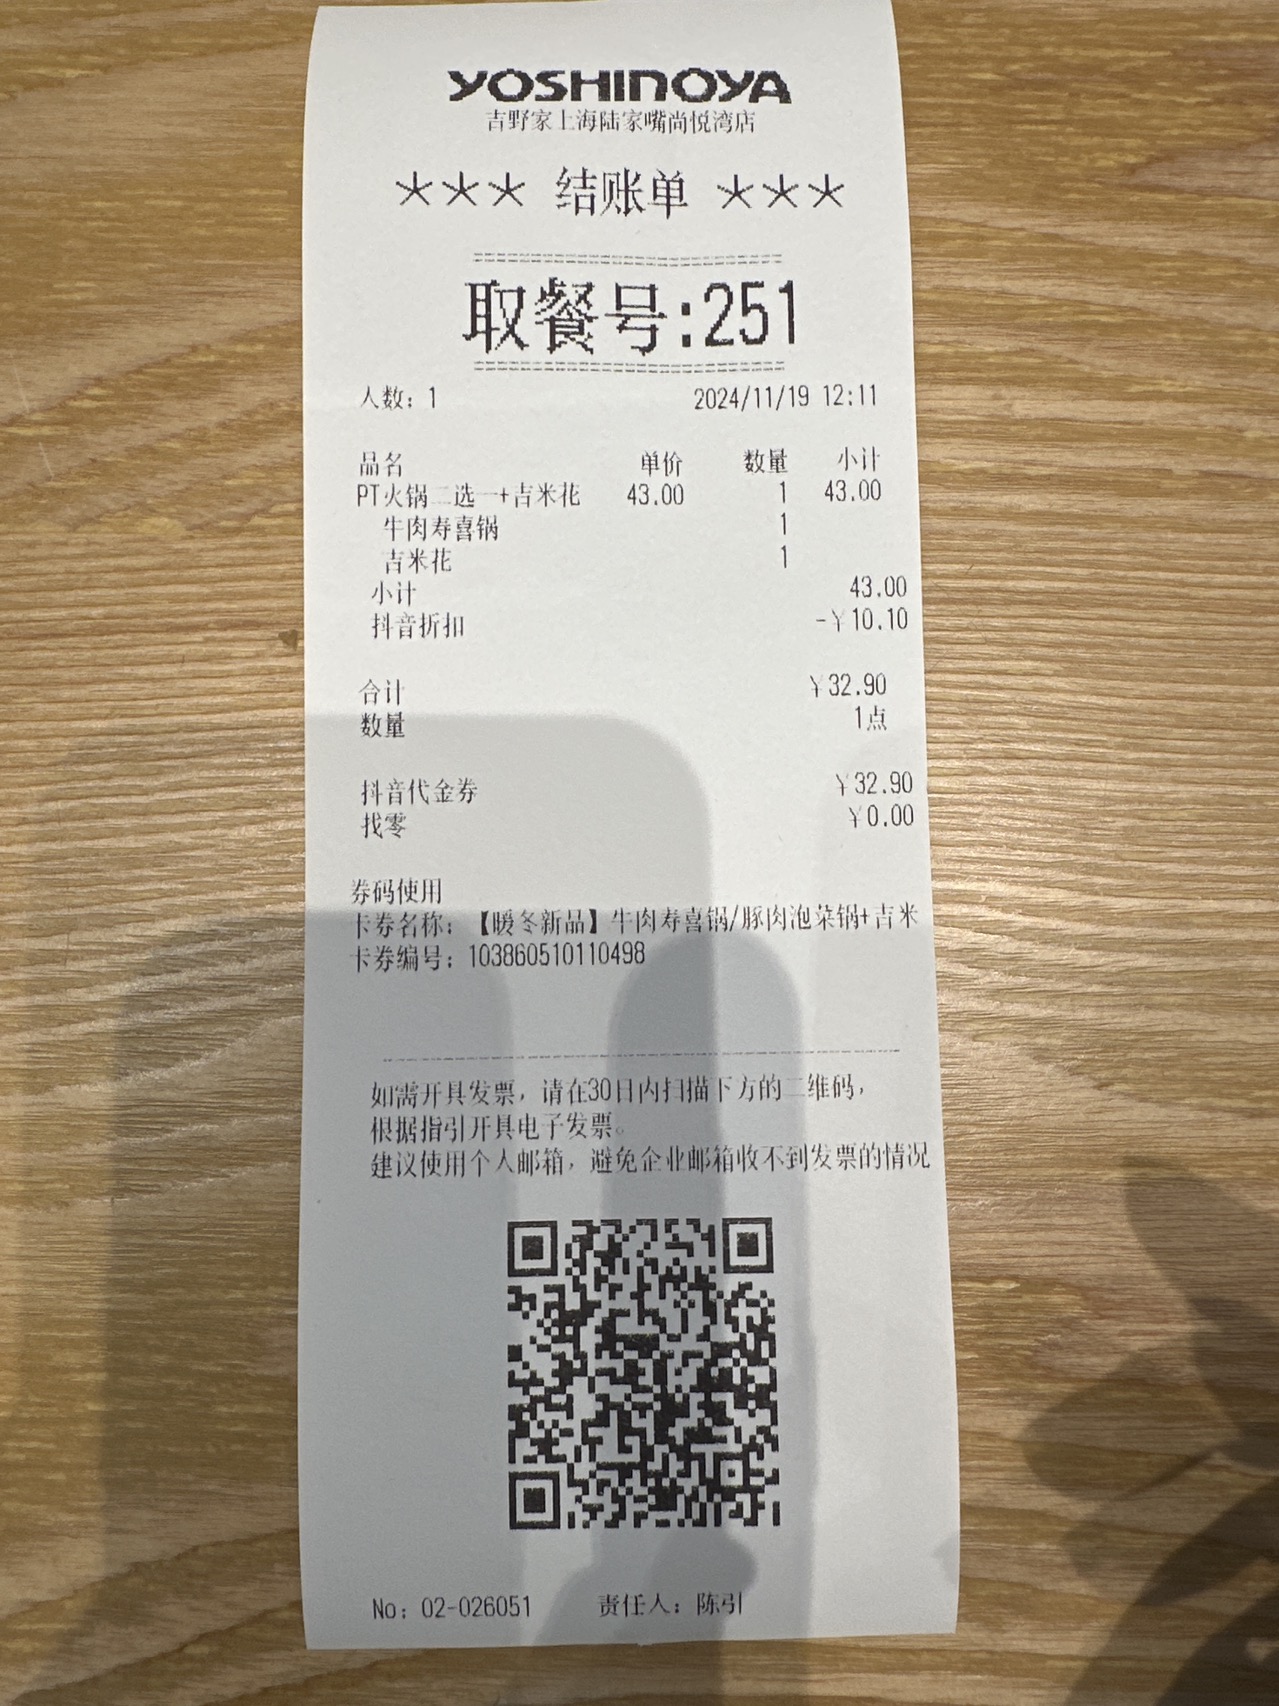 YOSHINOYA
吉野家上海陆家嘴尚悦湾店
*** 结账单 ***
取餐号:251
人数: 1 2024/11/19 12:11
品名 单价 数量 小计
PT火锅二选一+吉米花 43.00 1 43.00
牛肉寿喜锅 1
吉米花 1
小计 43.00
抖音折扣 -¥10.10
合计 ¥32.90
数量 1点
抖音代金券 ¥32.90
找零 ¥0.00
券码使用
卡券名称: 【暖冬新品】牛肉寿喜锅/豚肉泡菜锅+吉米
卡券编号: 103860510110498
如需开具发票, 请在30日内扫描下方的二维码,
根据指引开具电子发票。
建议使用个人邮箱, 避免企业邮箱收不到发票的情况
No: 02-026051 责任人: 陈引